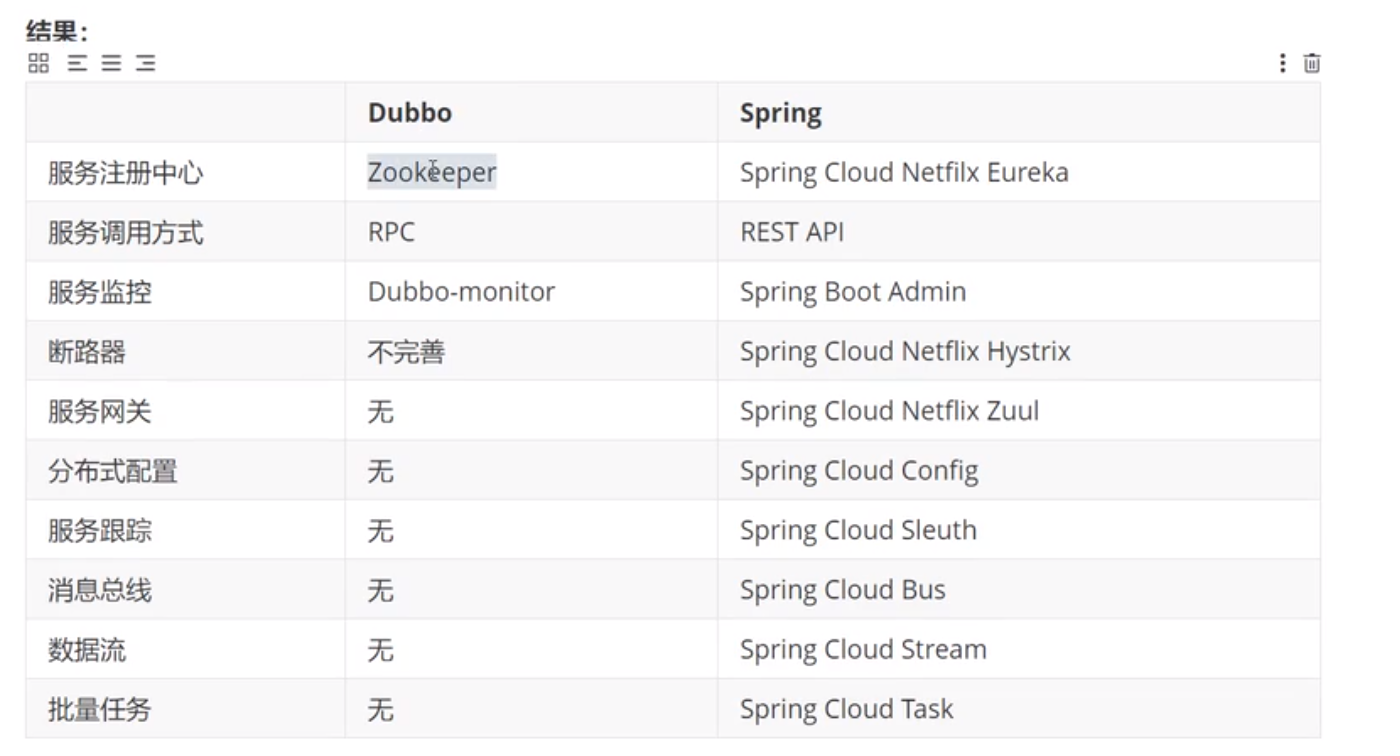 结果：
Dubbo Spring
服务注册中心 Zookeeper Spring Cloud Netfilx Eureka
服务调用方式 RPC REST API
服务监控 Dubbo-monitor Spring Boot Admin
断路器 不完善 Spring Cloud Netflix Hystrix
服务网关 无 Spring Cloud Netflix Zuul
分布式配置 无 Spring Cloud Config
服务跟踪 无 Spring Cloud Sleuth
消息总线 无 Spring Cloud Bus
数据流 无 Spring Cloud Stream
批量任务 无 Spring Cloud Task